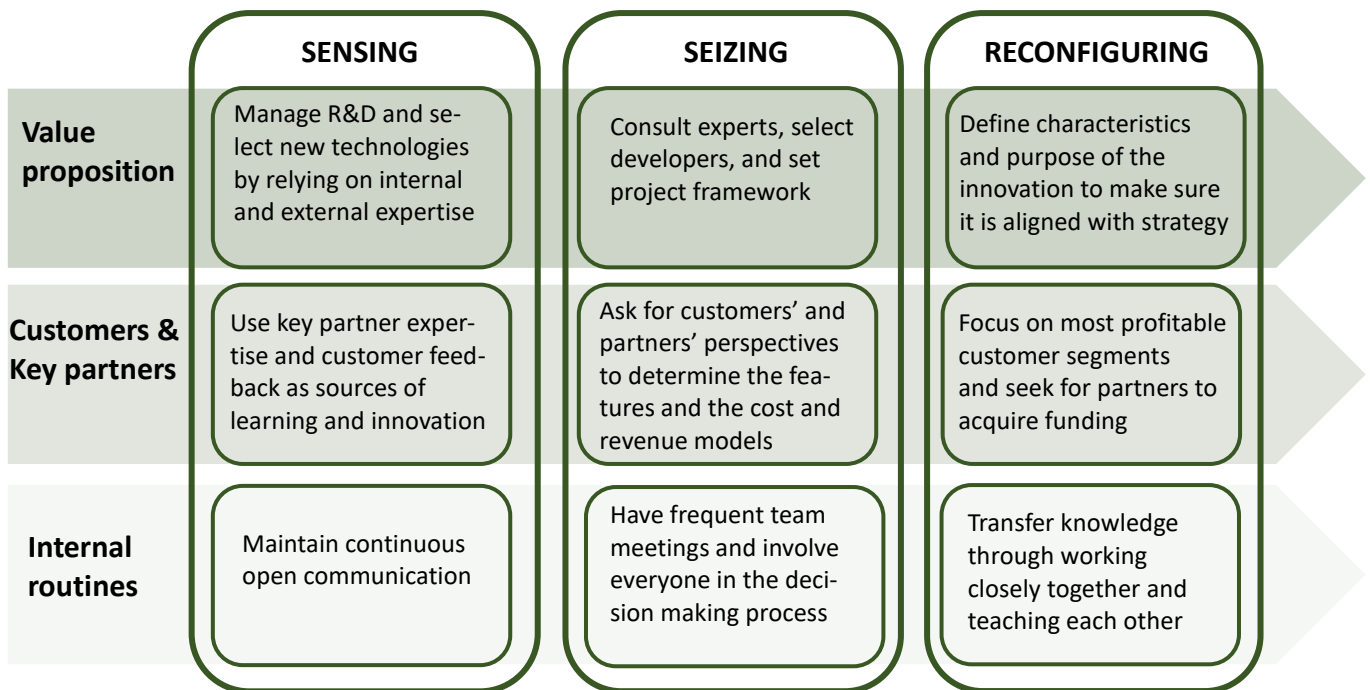 SENSING
SEIZING
RECONFIGURING
Value
proposition
Manage R&D and se-
lect new technologies
by relying on internal
and external expertise
Consult experts, select
developers, and set
project framework
Define characteristics
and purpose of the
innovation to make sure
it is aligned with strategy
Customers &
Key partners
Use key partner exper-
tise and customer feed-
back as sources of
learning and innovation
Ask for customers’ and
partners’ perspectives
to determine the fea-
tures and the cost and
revenue models
Focus on most profitable
customer segments
and seek for partners to
acquire funding
Internal
routines
Maintain continuous
open communication
Have frequent team
meetings and involve
everyone in the deci-
sion making process
Transfer knowledge
through working
closely together and
teaching each other